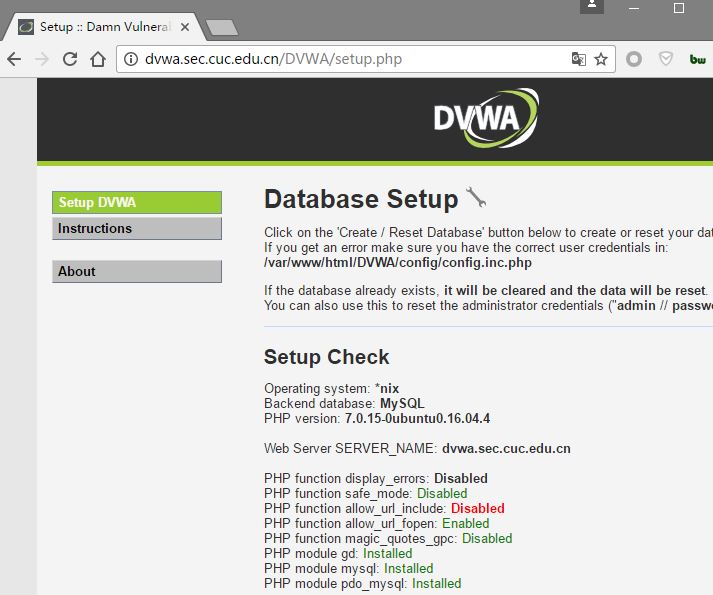 Setup :: Damn Vulneral
dvwa.sec.cuc.edu.cn/DVWA/setup.php
bw
DVWA
Setup DVWA
Instructions
About
Database Setup
Click on the 'Create / Reset Database' button below to create or reset your dat
If you get an error make sure you have the correct user credentials in:
/var/www/html/DVWA/config/config.inc.php
If the database already exists, it will be cleared and the data will be reset.
You can also use this to reset the administrator credentials ("admin // passw
Setup Check
Operating system: *nix
Backend database: MySQL
PHP version: 7.0.15-0ubuntu0.16.04.4
Web Server SERVER_NAME: dvwa.sec.cuc.edu.cn
PHP function display_errors: Disabled
PHP function safe_mode: Disabled
PHP function allow_url_include: Disabled
PHP function allow_url_fopen: Enabled
PHP function magic_quotes_gpc: Disabled
PHP module gd: Installed
PHP module mysql: Installed
PHP module pdo_mysql: Installed